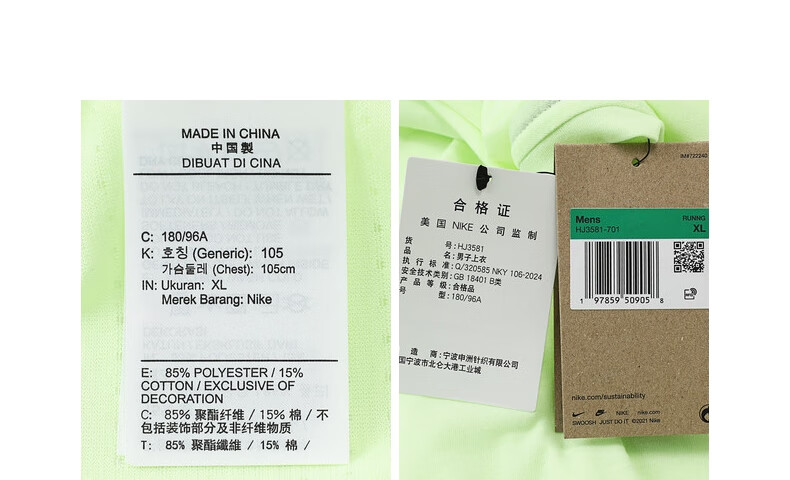 MADE IN CHINA
中國製
DIBUAT DI CINA
C: 180/96A
K: 호칭 (Generic): 105
가슴둘레 (Chest): 105cm
IN: Ukuran: XL
Merek Barang: Nike
E: 85% POLYESTER / 15%
COTTON / EXCLUSIVE OF
DECORATION
C: 85% 聚酯纤维 / 15% 棉 / 不
包括装饰部分及非纤维物质
T: 85% 聚酯纖維 / 15% 棉 /
合格证
美国 NIKE 公司监制
货号: HJ3581
品名: 男子上衣
执行标准: Q/320585 NKY 106-2024
安全技术类别: GB 18401 B类
产品等级: 合格品
号型: 180/96A
造商: 宁波申洲针织有限公司
国宁波市北仑大港工业城
IM#722240
Mens
HJ3581-701
RUNNG
XL
1 97859 50905 8
nike.com/sustainability
NIKE nike.com
SWOOSH JUST DO IT ©2021 Nike